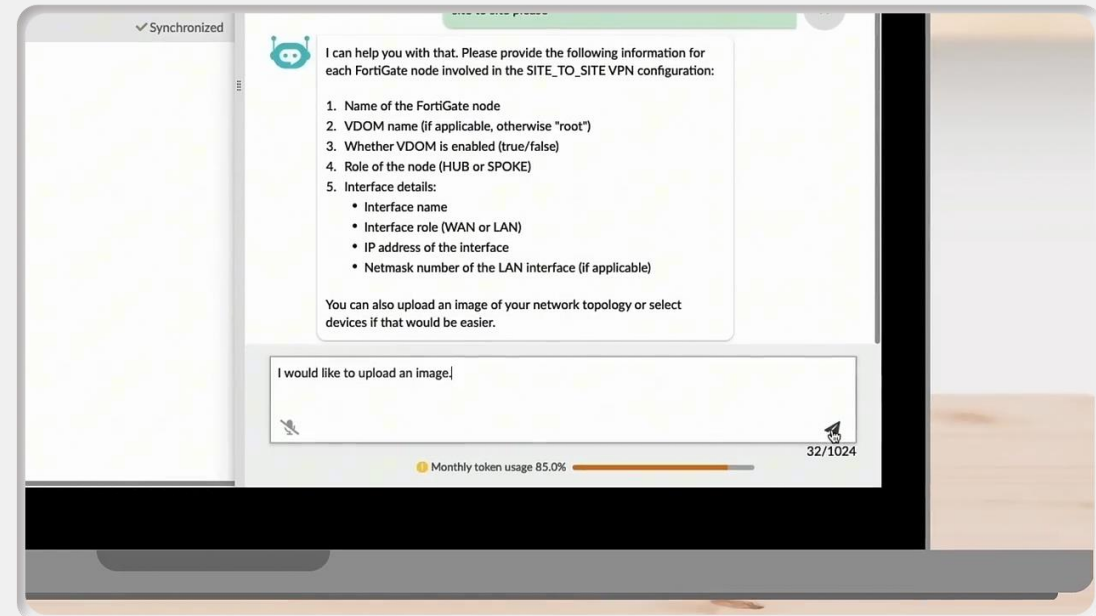 Synchronized
I can help you with that. Please provide the following information for
each FortiGate node involved in the SITE_TO_SITE VPN configuration:
1. Name of the FortiGate node
2. VDOM name (if applicable, otherwise "root")
3. Whether VDOM is enabled (true/false)
4. Role of the node (HUB or SPOKE)
5. Interface details:
• Interface name
• Interface role (WAN or LAN)
• IP address of the interface
• Netmask number of the LAN interface (if applicable)
You can also upload an image of your network topology or select
devices if that would be easier.
I would like to upload an image.
32/1024
Monthly token usage 85.0%